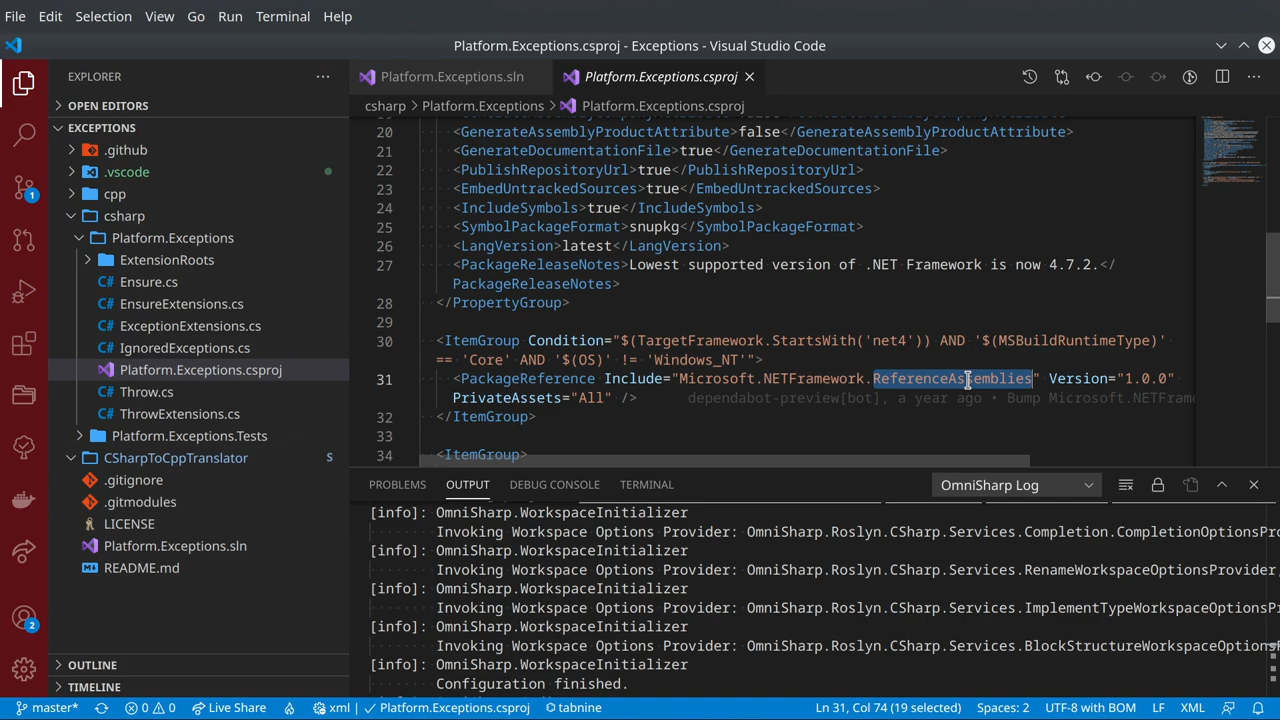 File Edit Selection View Go Run Terminal Help
Platform.Exceptions.csproj - Exceptions - Visual Studio Code
EXPLORER
OPEN EDITORS
EXCEPTIONS
.github
.vscode
cpp
csharp
Platform.Exceptions
ExtensionRoots
C# Ensure.cs
C# EnsureExtensions.cs
C# ExceptionExtensions.cs
C# IgnoredExceptions.cs
Platform.Exceptions.csproj
C# Throw.cs
C# ThrowExtensions.cs
Platform.Exceptions.Tests
CSharpToCppTranslator S
.gitignore
.gitmodules
LICENSE
Platform.Exceptions.sln
README.md
OUTLINE
TIMELINE
1
2
Platform.Exceptions.sln Platform.Exceptions.csproj
csharp > Platform.Exceptions > Platform.Exceptions.csproj
20 <GenerateAssemblyProductAttribute>false</GenerateAssemblyProductAttribute>
21 <GenerateDocumentationFile>true</GenerateDocumentationFile>
22 <PublishRepositoryUrl>true</PublishRepositoryUrl>
23 <EmbedUntrackedSources>true</EmbedUntrackedSources>
24 <IncludeSymbols>true</IncludeSymbols>
25 <SymbolPackageFormat>snupkg</SymbolPackageFormat>
26 <LangVersion>latest</LangVersion>
27 <PackageReleaseNotes>Lowest supported version of .NET Framework is now 4.7.2.</
PackageReleaseNotes>
28 </PropertyGroup>
29
30 <ItemGroup Condition="$(TargetFramework.StartsWith('net4')) AND '$(MSBuildRuntimeType)'
== 'Core' AND '$(OS)' != 'Windows_NT'">
31 <PackageReference Include="Microsoft.NETFramework.ReferenceAssemblies" Version="1.0.0"
PrivateAssets="All" /> dependabot-preview[bot], a year ago • Bump Microsoft.NETFrame
32 </ItemGroup>
33
34 <ItemGroup>
PROBLEMS OUTPUT DEBUG CONSOLE TERMINAL OmniSharp Log
[info]: OmniSharp.WorkspaceInitializer
Invoking Workspace Options Provider: OmniSharp.Roslyn.CSharp.Services.Completion.CompletionOptionsPro
[info]: OmniSharp.WorkspaceInitializer
Invoking Workspace Options Provider: OmniSharp.Roslyn.CSharp.Services.RenameWorkspaceOptionsProvider,
[info]: OmniSharp.WorkspaceInitializer
Invoking Workspace Options Provider: OmniSharp.Roslyn.CSharp.Services.ImplementTypeWorkspaceOptionsPr
[info]: OmniSharp.WorkspaceInitializer
Invoking Workspace Options Provider: OmniSharp.Roslyn.CSharp.Services.BlockStructureWorkspaceOptionsP
[info]: OmniSharp.WorkspaceInitializer
Configuration finished.
master* 0 0 Live Share xml Platform.Exceptions.csproj tabnine Ln 31, Col 74 (19 selected) Spaces: 2 UTF-8 with BOM LF XML